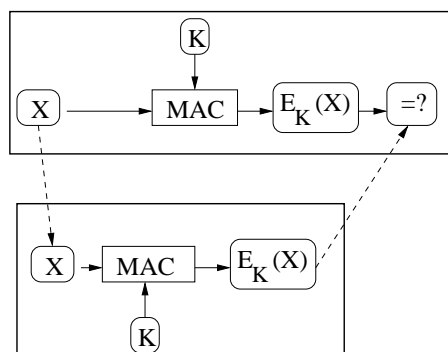 K
X MAC E_K(X) =?
X MAC E_K(X)
K